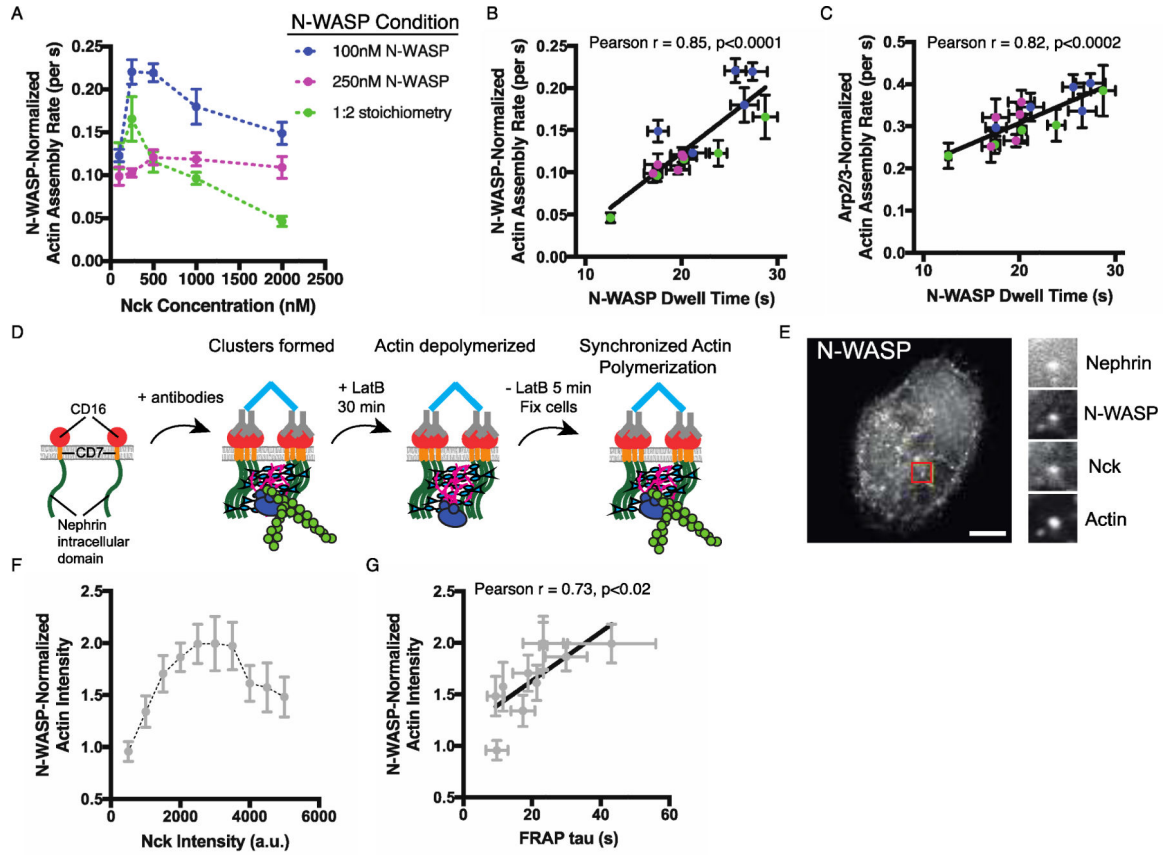 A
N-WASP-Normalized
Actin Assembly Rate (per s)
0.25
0.20
0.15
0.10
0.05
0.00
0
500
1000
1500
2000
2500
Nck Concentration (nM)
N-WASP Condition
100nM N-WASP
250nM N-WASP
1:2 stoichiometry
B
Pearson r = 0.85, p<0.0001
N-WASP-Normalized
Actin Assembly Rate (per s)
0.25
0.20
0.15
0.10
0.05
0.00
10
20
30
N-WASP Dwell Time (s)
C
Pearson r = 0.82, p<0.0002
Arp2/3-Normalized
Actin Assembly Rate (per s)
0.5
0.4
0.3
0.2
0.1
0.0
10
20
30
N-WASP Dwell Time (s)
D
CD16
CD7
Nephrin
intracellular
domain
+ antibodies
Clusters formed
+ LatB
30 min
Actin depolymerized
- LatB 5 min
Fix cells
Synchronized Actin
Polymerization
E
N-WASP
Nephrin
N-WASP
Nck
Actin
F
N-WASP-Normalized
Actin Intensity
2.5
2.0
1.5
1.0
0.5
0
2000
4000
6000
Nck Intensity (a.u.)
G
Pearson r = 0.73, p<0.02
N-WASP-Normalized
Actin Intensity
2.5
2.0
1.5
1.0
0.5
0
20
40
60
FRAP tau (s)